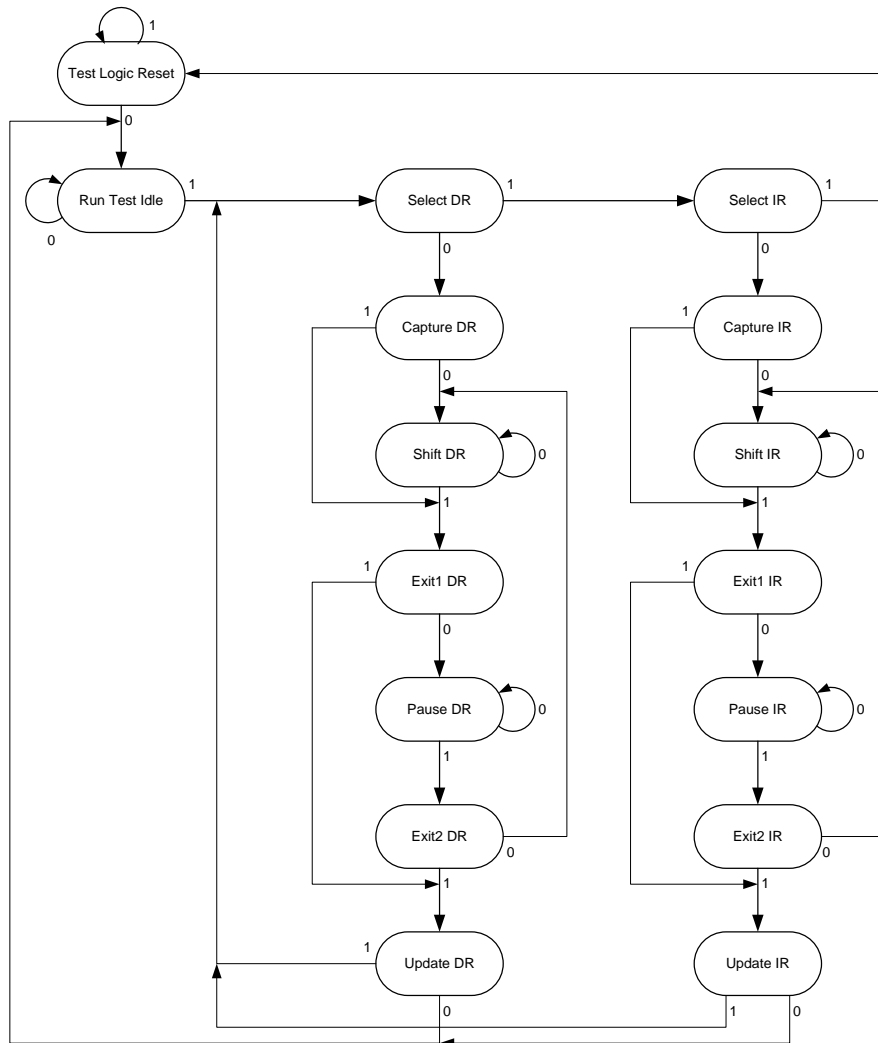 1
Test Logic Reset
0
Run Test Idle
1
0
Select DR
1
Select IR
1
0
0
1
Capture DR
1
Capture IR
0
0
Shift DR
0
Shift IR
0
1
1
1
Exit1 DR
1
Exit1 IR
0
0
Pause DR
0
Pause IR
0
1
1
Exit2 DR
0
Exit2 IR
0
1
1
1
Update DR
Update IR
0
1
0